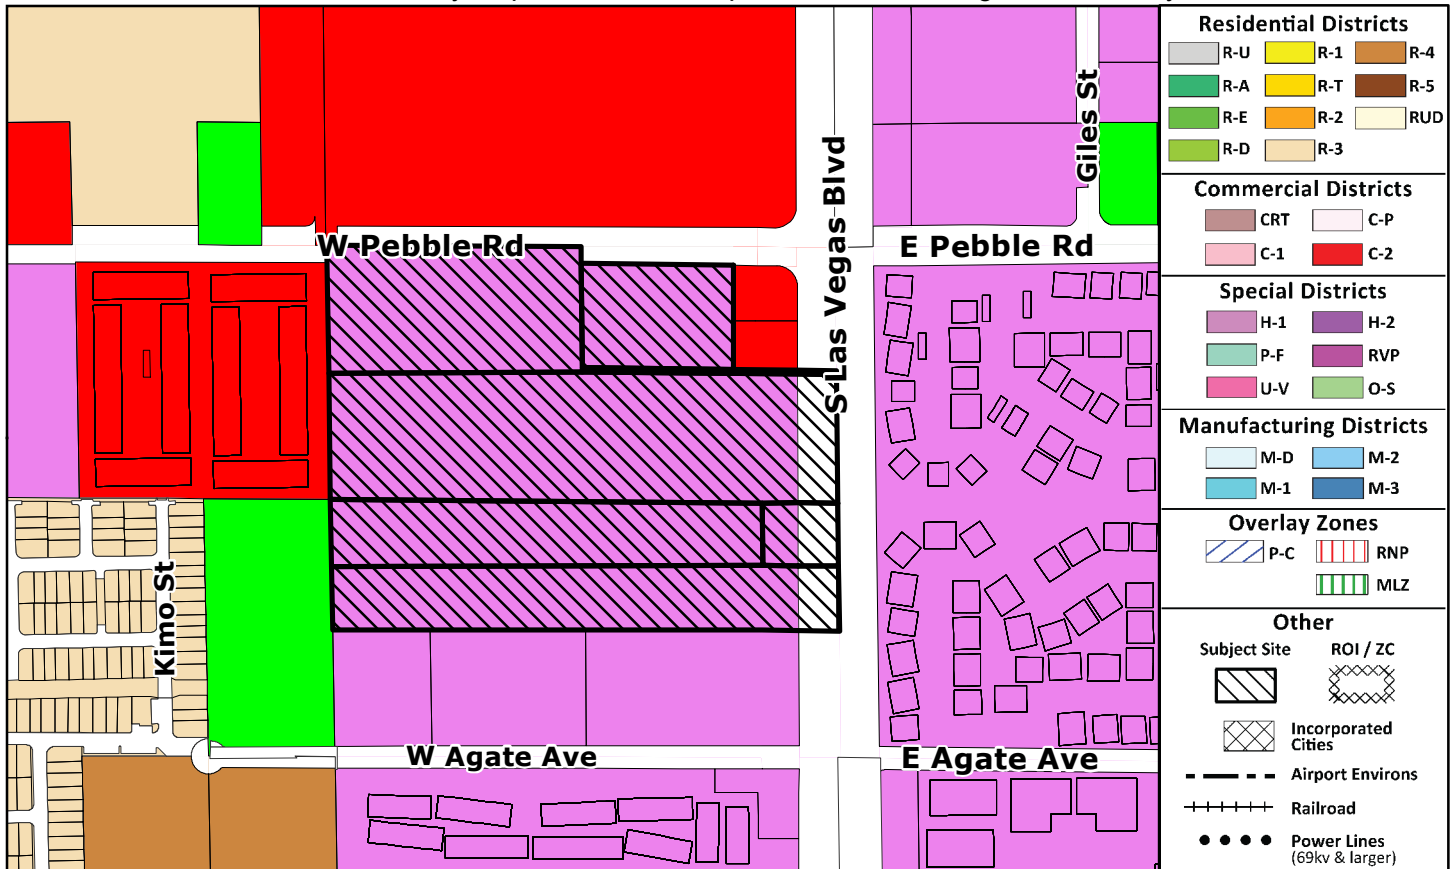 Residential Districts
R-U R-1 R-4
R-A R-T R-5
R-E R-2 RUD
R-D R-3
Commercial Districts
CRT C-P
C-1 C-2
Special Districts
H-1 H-2
P-F RVP
U-V O-S
Manufacturing Districts
M-D M-2
M-1 M-3
Overlay Zones
P-C RNP
MLZ
Other
Subject Site ROI / ZC
Incorporated
Cities
Airport Environs
Railroad
Power Lines
(69kv & larger)
Giles St
S Las Vegas Blvd
W Pebble Rd
E Pebble Rd
Kimo St
W Agate Ave
E Agate Ave